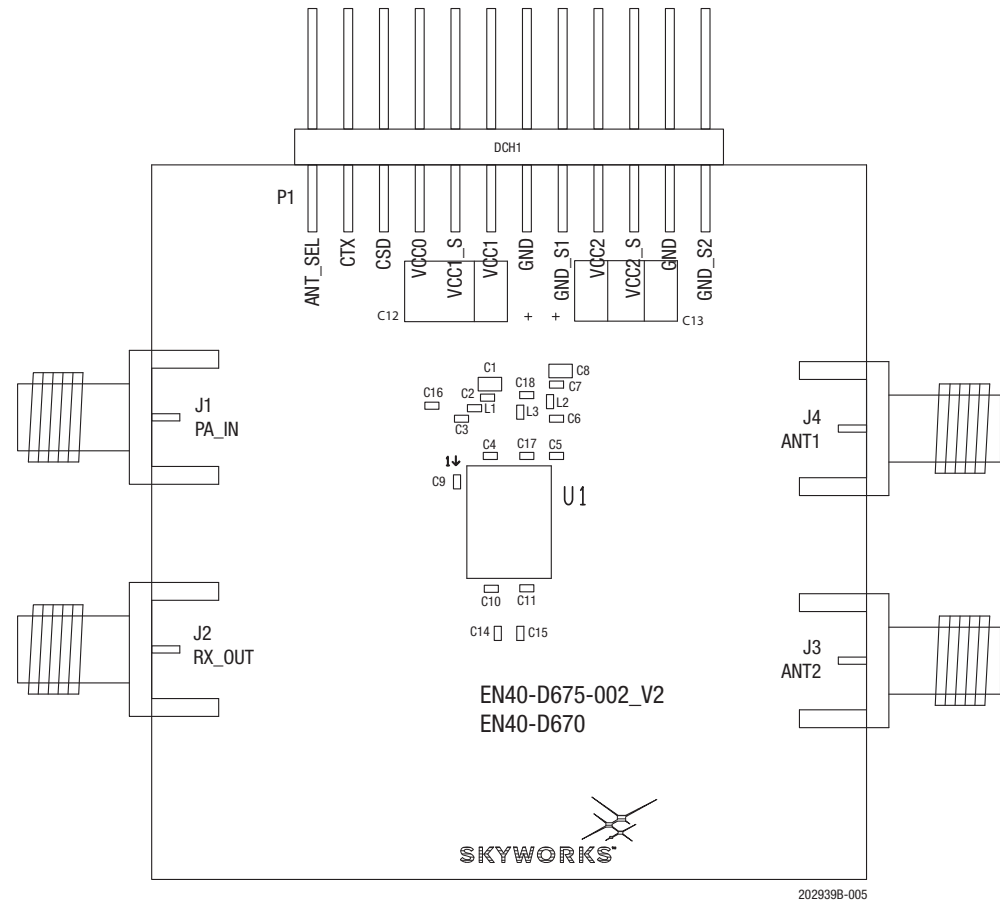 DCH1
P1
ANT_SEL
CTX
CSD
VCC0
VCC1_S
VCC1
GND
GND_S1
VCC2
VCC2_S
GND
GND_S2
C12
+ +
C13
C1
C8
C16
C2
C18
C7
L1
L3
L2
C3
C6
J1
PA_IN
J4
ANT1
C4
C17
C5
1
C9
U1
C10
C11
C14
C15
J2
RX_OUT
J3
ANT2
EN40-D675-002_V2
EN40-D670
SKYWORKS™
202939B-005